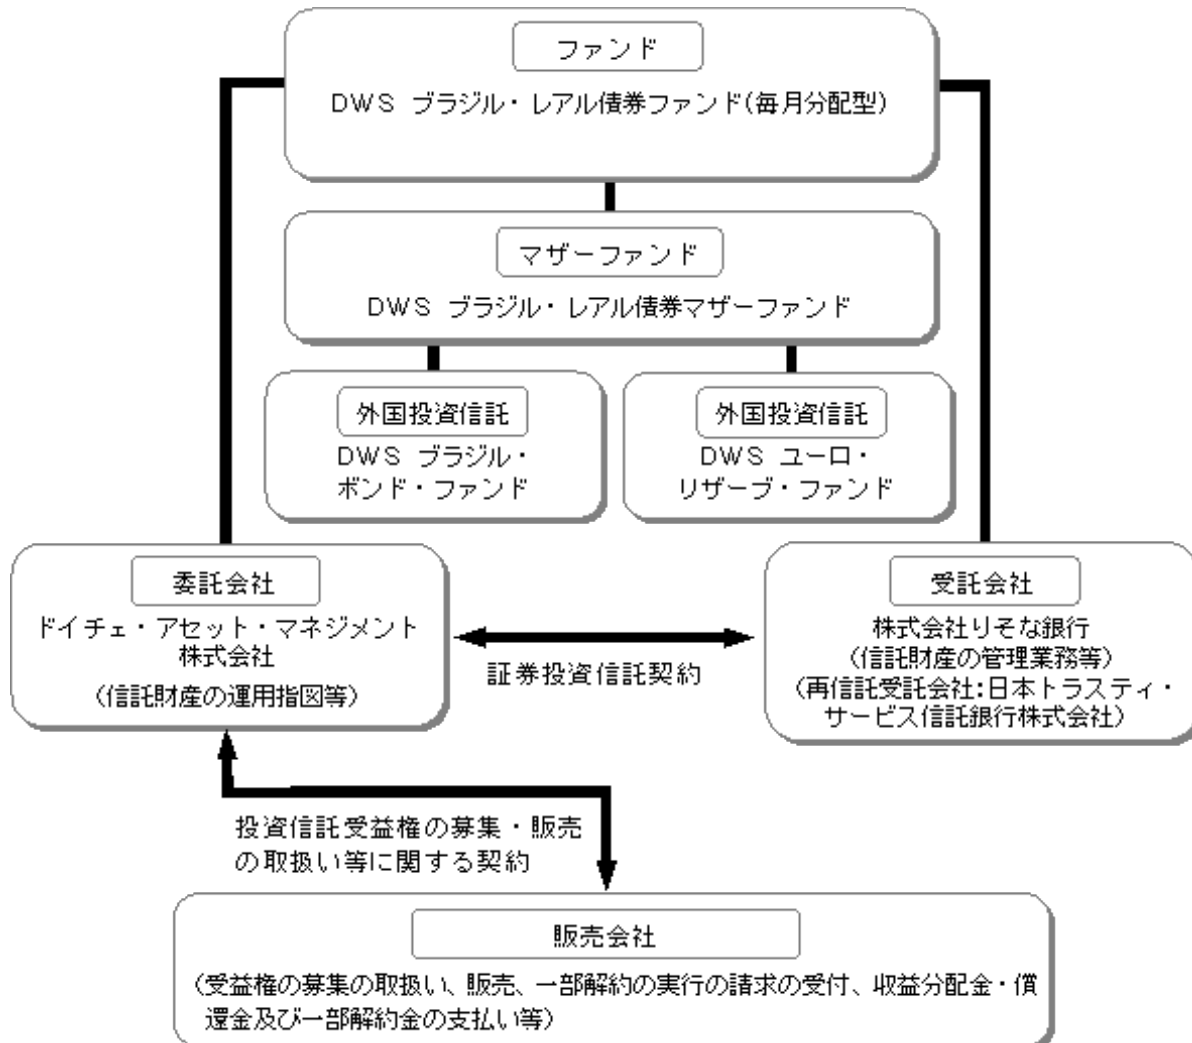 ファンド
DWS ブラジル・レアル債券ファンド(毎月分配型)
マザーファンド
DWS ブラジル・レアル債券マザーファンド
外国投資信託
DWS ブラジル・
ボンド・ファンド
外国投資信託
DWS ユーロ・
リザーブ・ファンド
委託会社
ドイチェ・アセット・マネジメント
株式会社
(信託財産の運用指図等)
証券投資信託契約
受託会社
株式会社りそな銀行
(信託財産の管理業務等)
(再信託受託会社:日本トラスティ・
サービス信託銀行株式会社)
投資信託受益権の募集・販売
の取扱い等に関する契約
販売会社
(受益権の募集の取扱い、販売、一部解約の実行の請求の受付、収益分配金・償
還金及び一部解約金の支払い等)